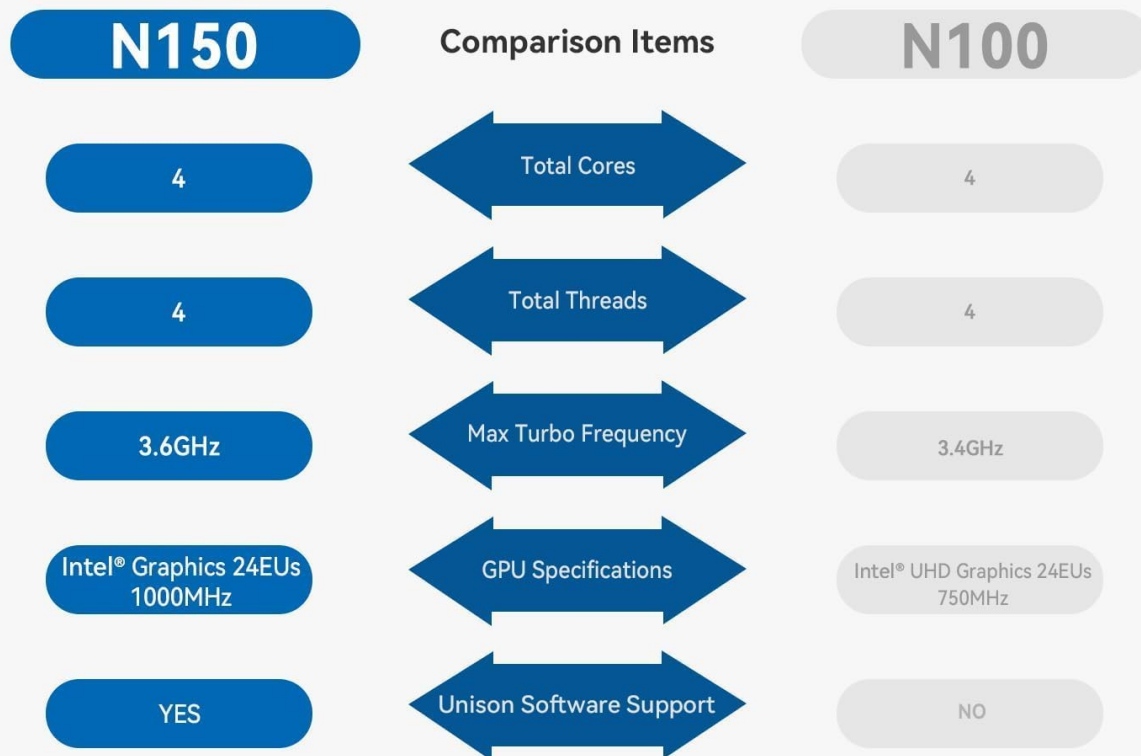 N150 Comparison Items N100
4 Total Cores 4
4 Total Threads 4
3.6GHz Max Turbo Frequency 3.4GHz
Intel® Graphics 24EUs
1000MHz
GPU Specifications
Intel® UHD Graphics 24EUs
750MHz
YES Unison Software Support NO